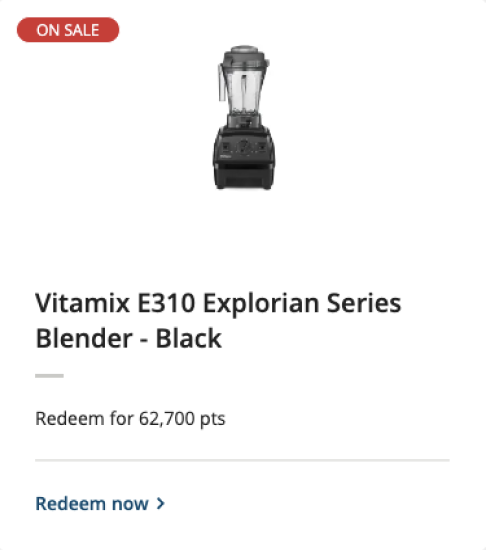 ON SALE
Vitamix E310 Explorian Series
Blender - Black
Redeem for 62,700 pts
Redeem now >